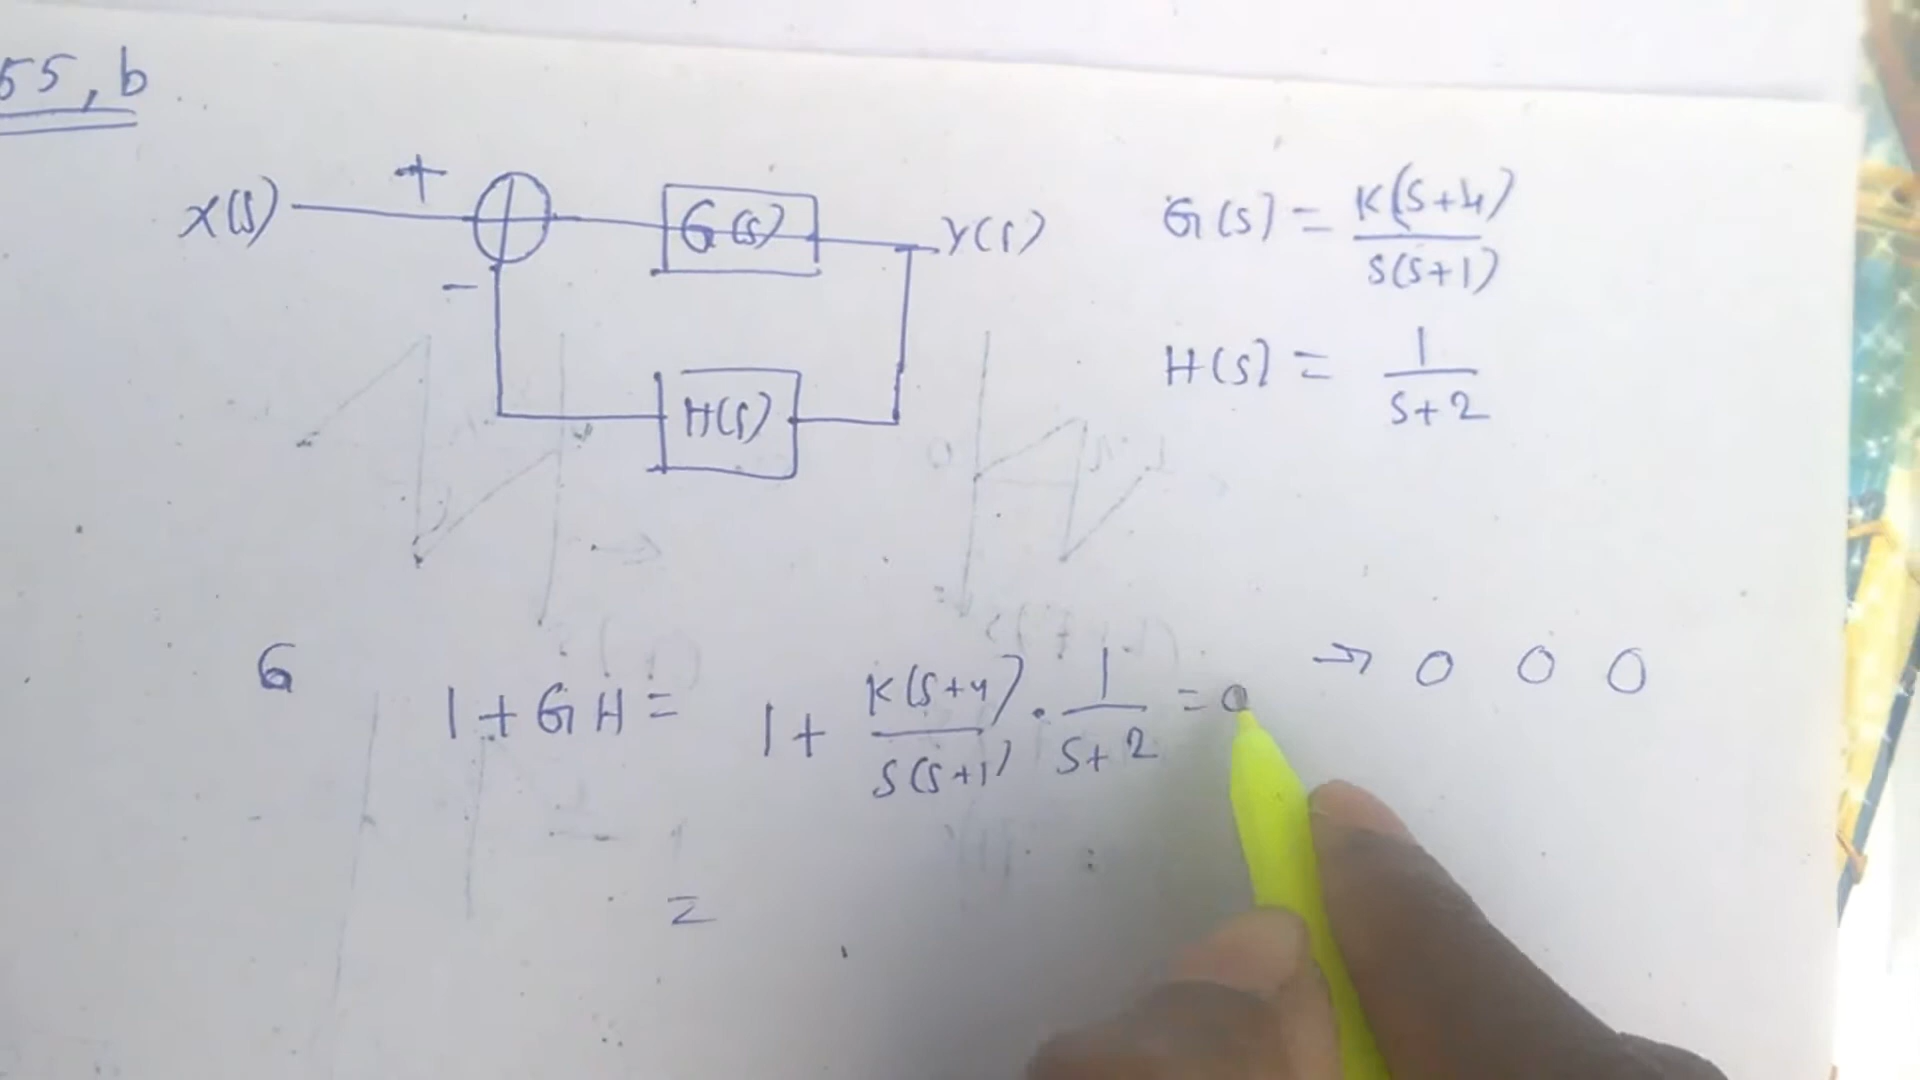 55, b
X(s) + G(s) Y(s)
-
H(s)
G(s) = K(s+4) / s(s+1)
H(s) = 1 / s+2
G
1 + GH = 1 + K(s+4) / s(s+1) . 1 / s+2 = 0 → 0 0 0
=